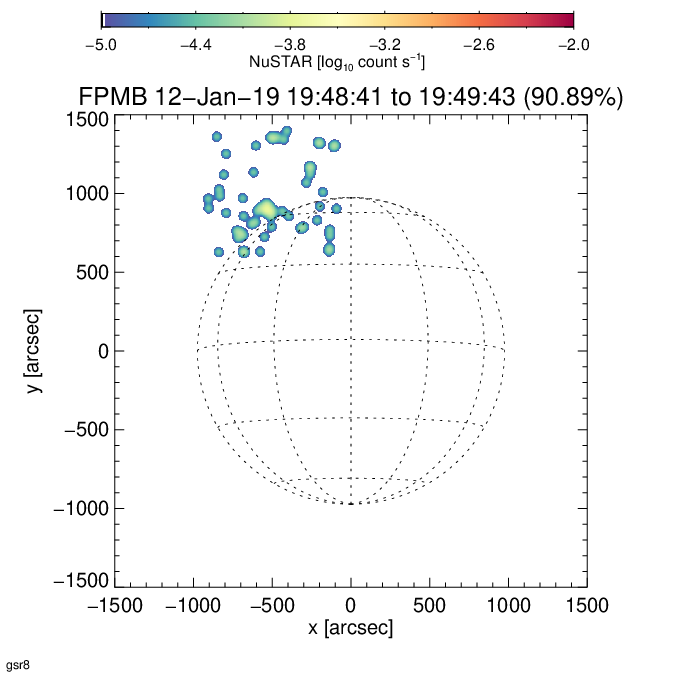 −5.0 −4.4 −3.8 −3.2 −2.6 −2.0
NuSTAR [log₁₀ count s⁻¹]
FPMB 12−Jan−19 19:48:41 to 19:49:43 (90.89%)
1500
1000
500
0
−500
−1000
−1500
y [arcsec]
−1500 −1000 −500 0 500 1000 1500
x [arcsec]
gsr8